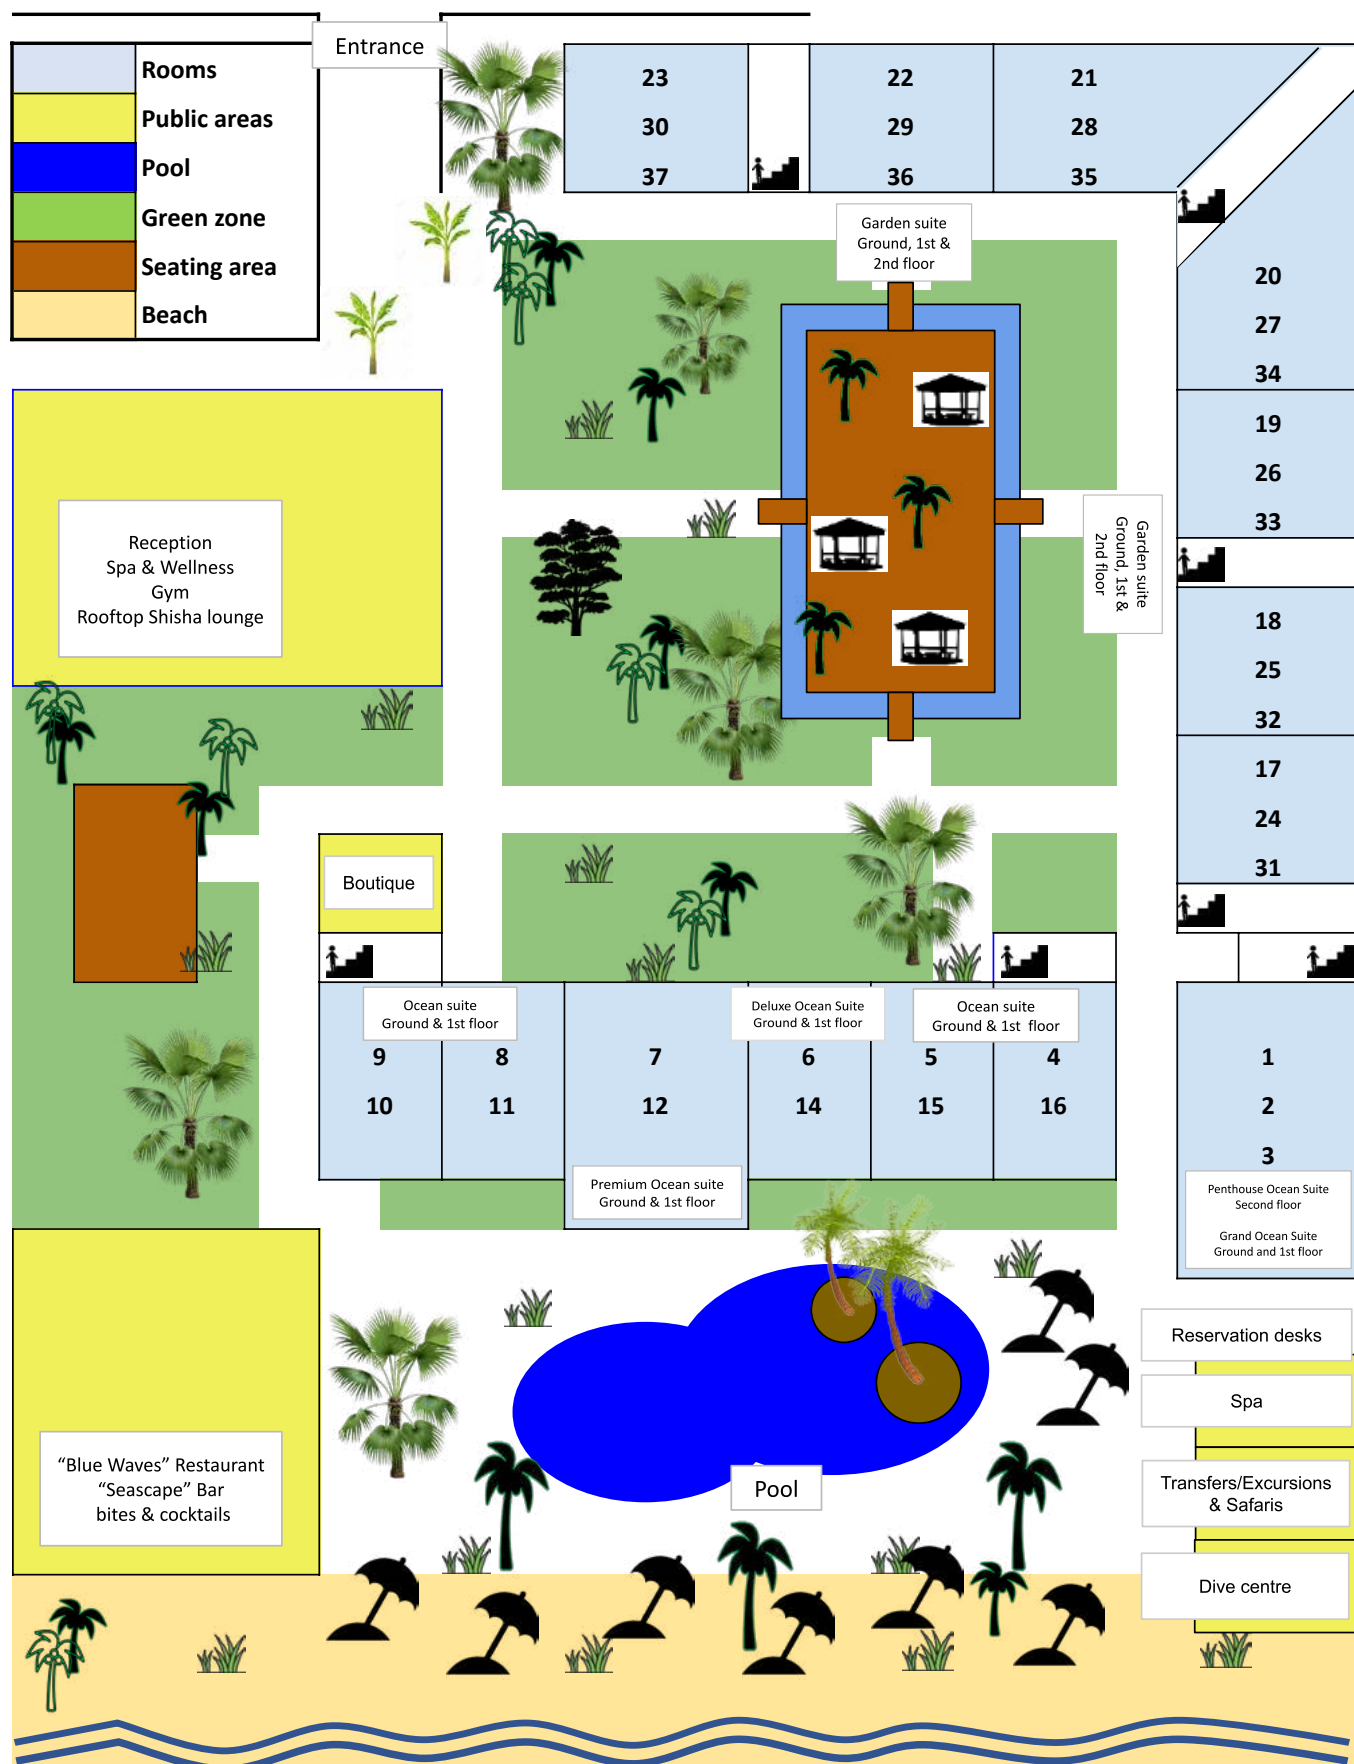 Entrance
Rooms
Public areas
Pool
Green zone
Seating area
Beach
23
30
37
22
29
36
21
28
35
Garden suite
Ground, 1st &
2nd floor
20
27
34
19
26
33
Garden suite
Ground, 1st &
2nd floor
18
25
32
17
24
31
Reception
Spa & Wellness
Gym
Rooftop Shisha lounge
Boutique
Ocean suite
Ground & 1st floor
Deluxe Ocean Suite
Ground & 1st floor
Ocean suite
Ground & 1st floor
9
8
7
6
5
4
10
11
12
14
15
16
Premium Ocean suite
Ground & 1st floor
1
2
3
Penthouse Ocean Suite
Second floor
Grand Ocean Suite
Ground and 1st floor
Reservation desks
Spa
Transfers/Excursions
& Safaris
Dive centre
Pool
“Blue Waves” Restaurant
“Seascape” Bar
bites & cocktails